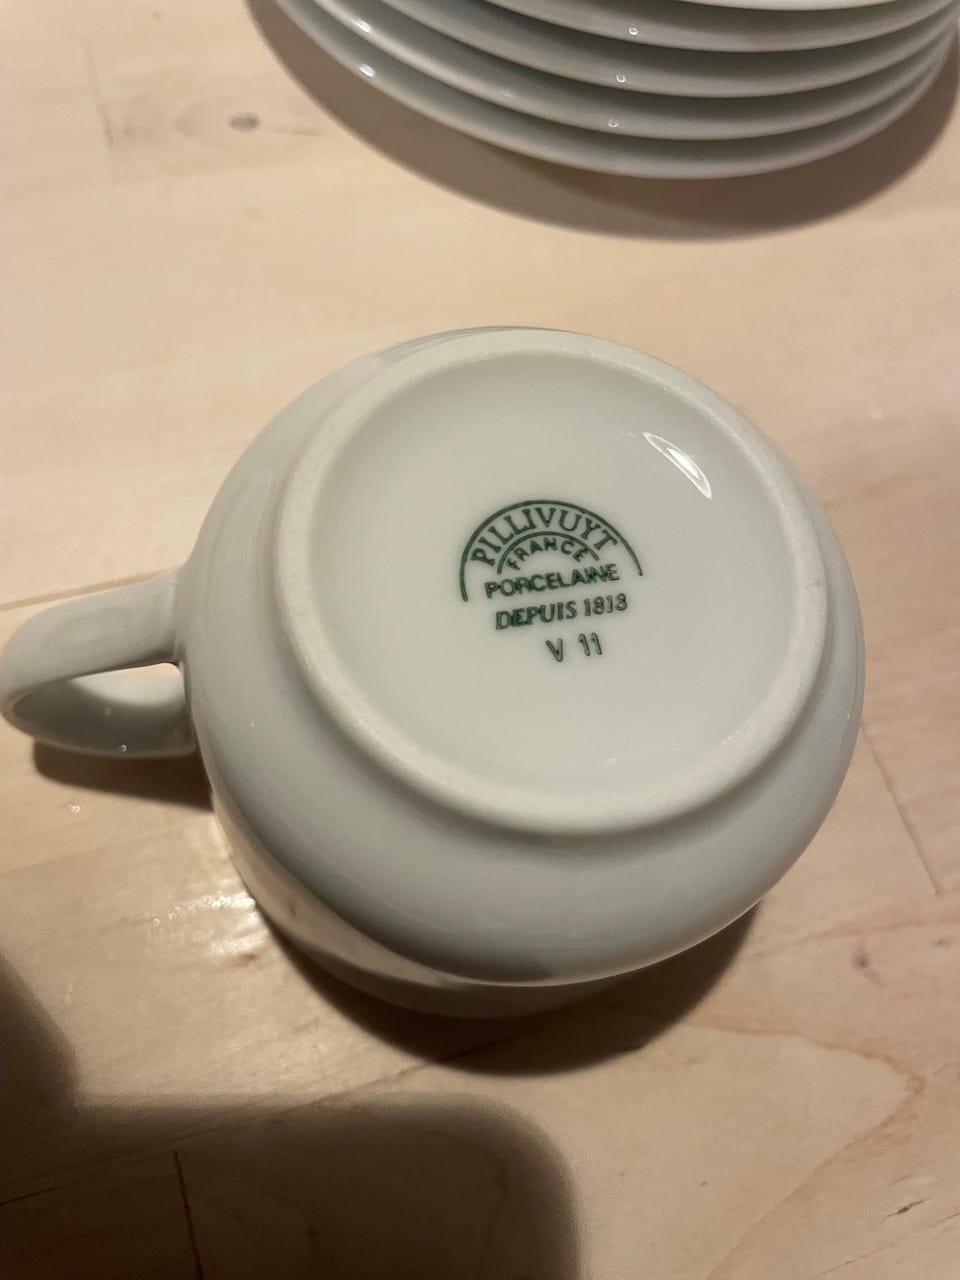 PILLIVUYT
FRANCE
PORCELAINE
DEPUIS 1818
V 11